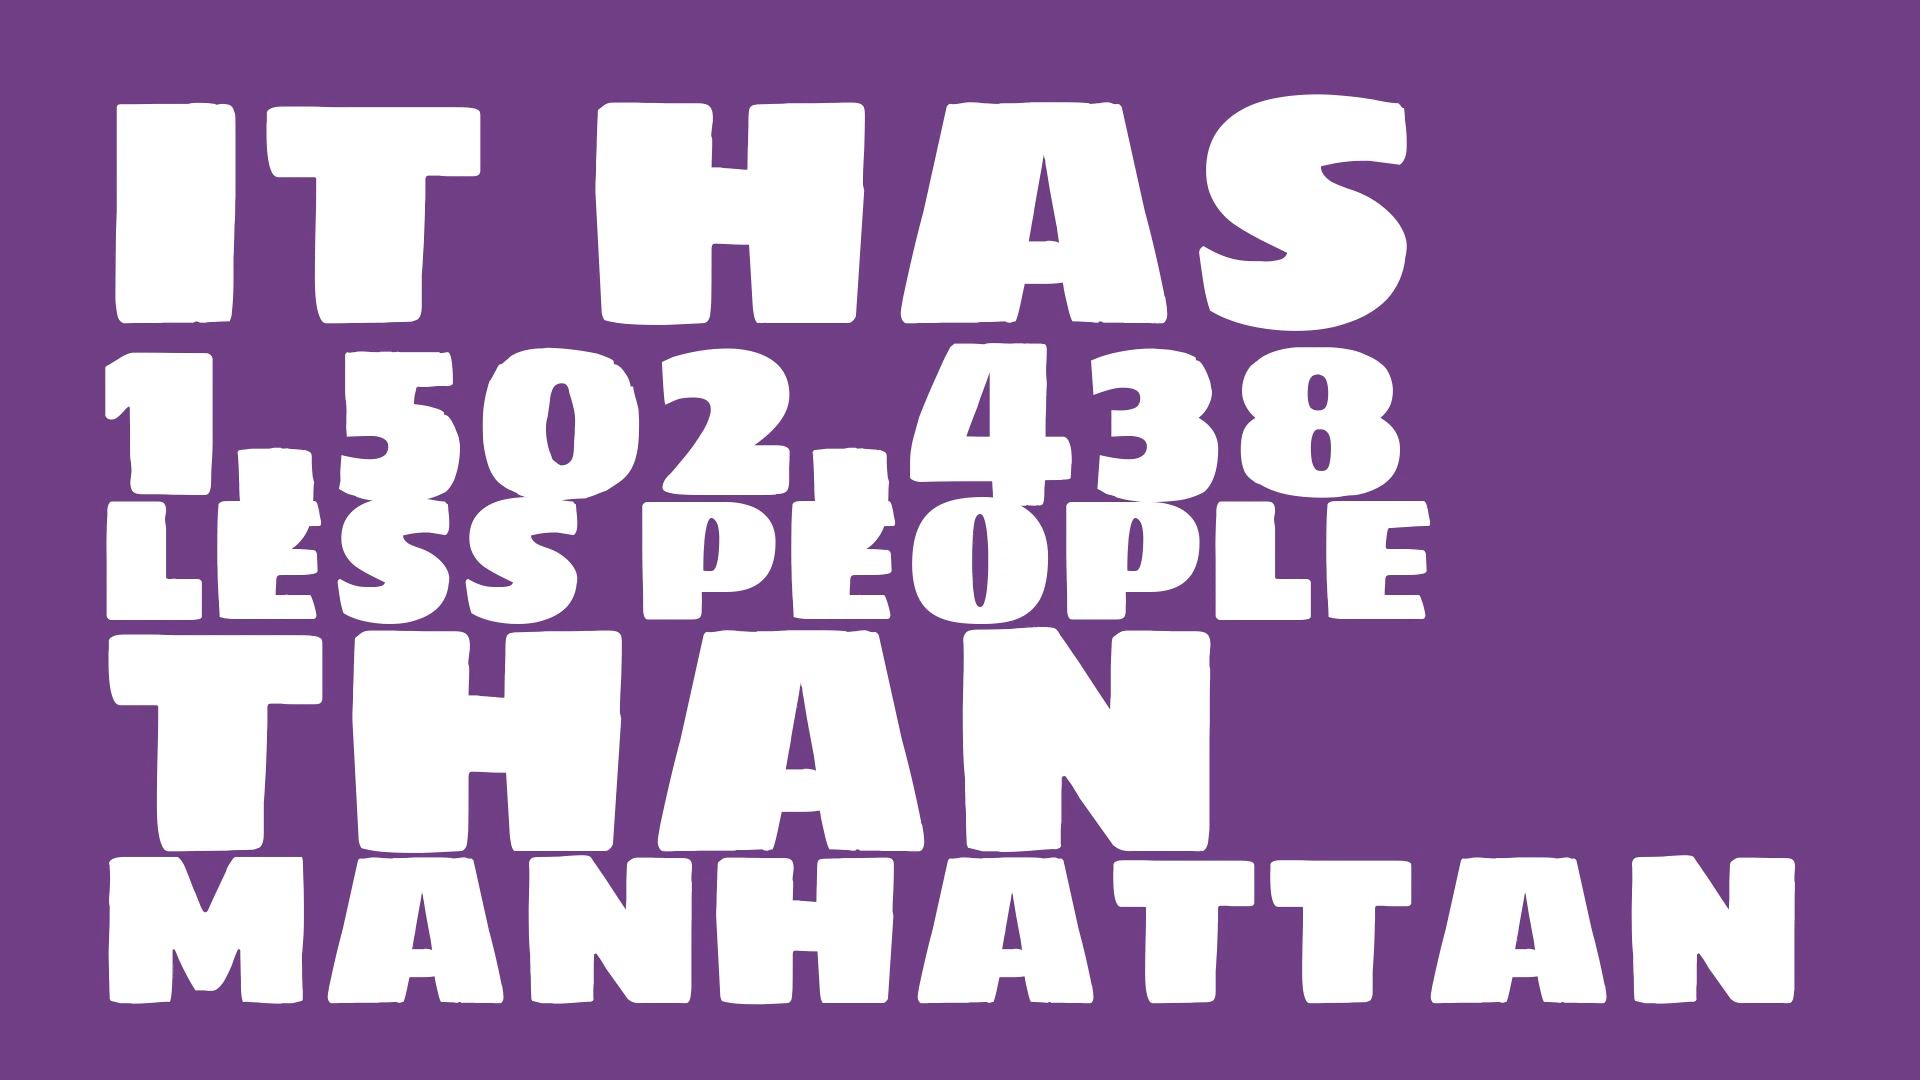 IT HAS
1,502,438
LESS PEOPLE
THAN
MANHATTAN